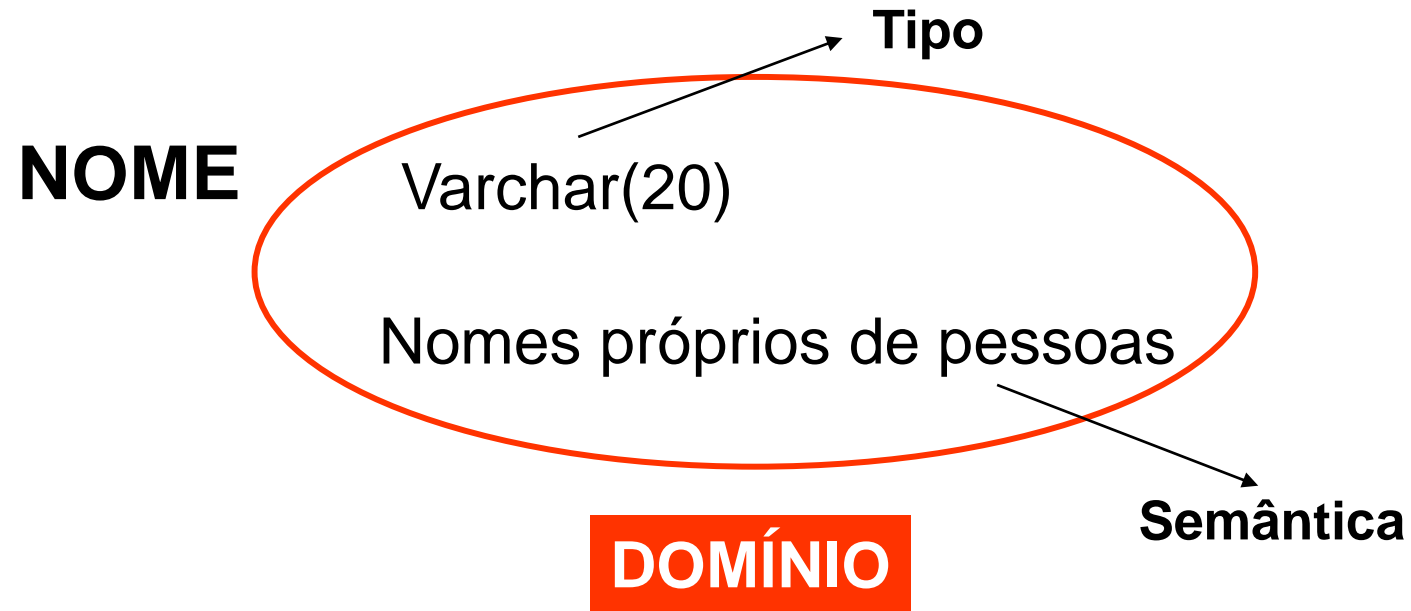 Tipo
NOME
Varchar(20)
Nomes próprios de pessoas
Semântica
DOMÍNIO